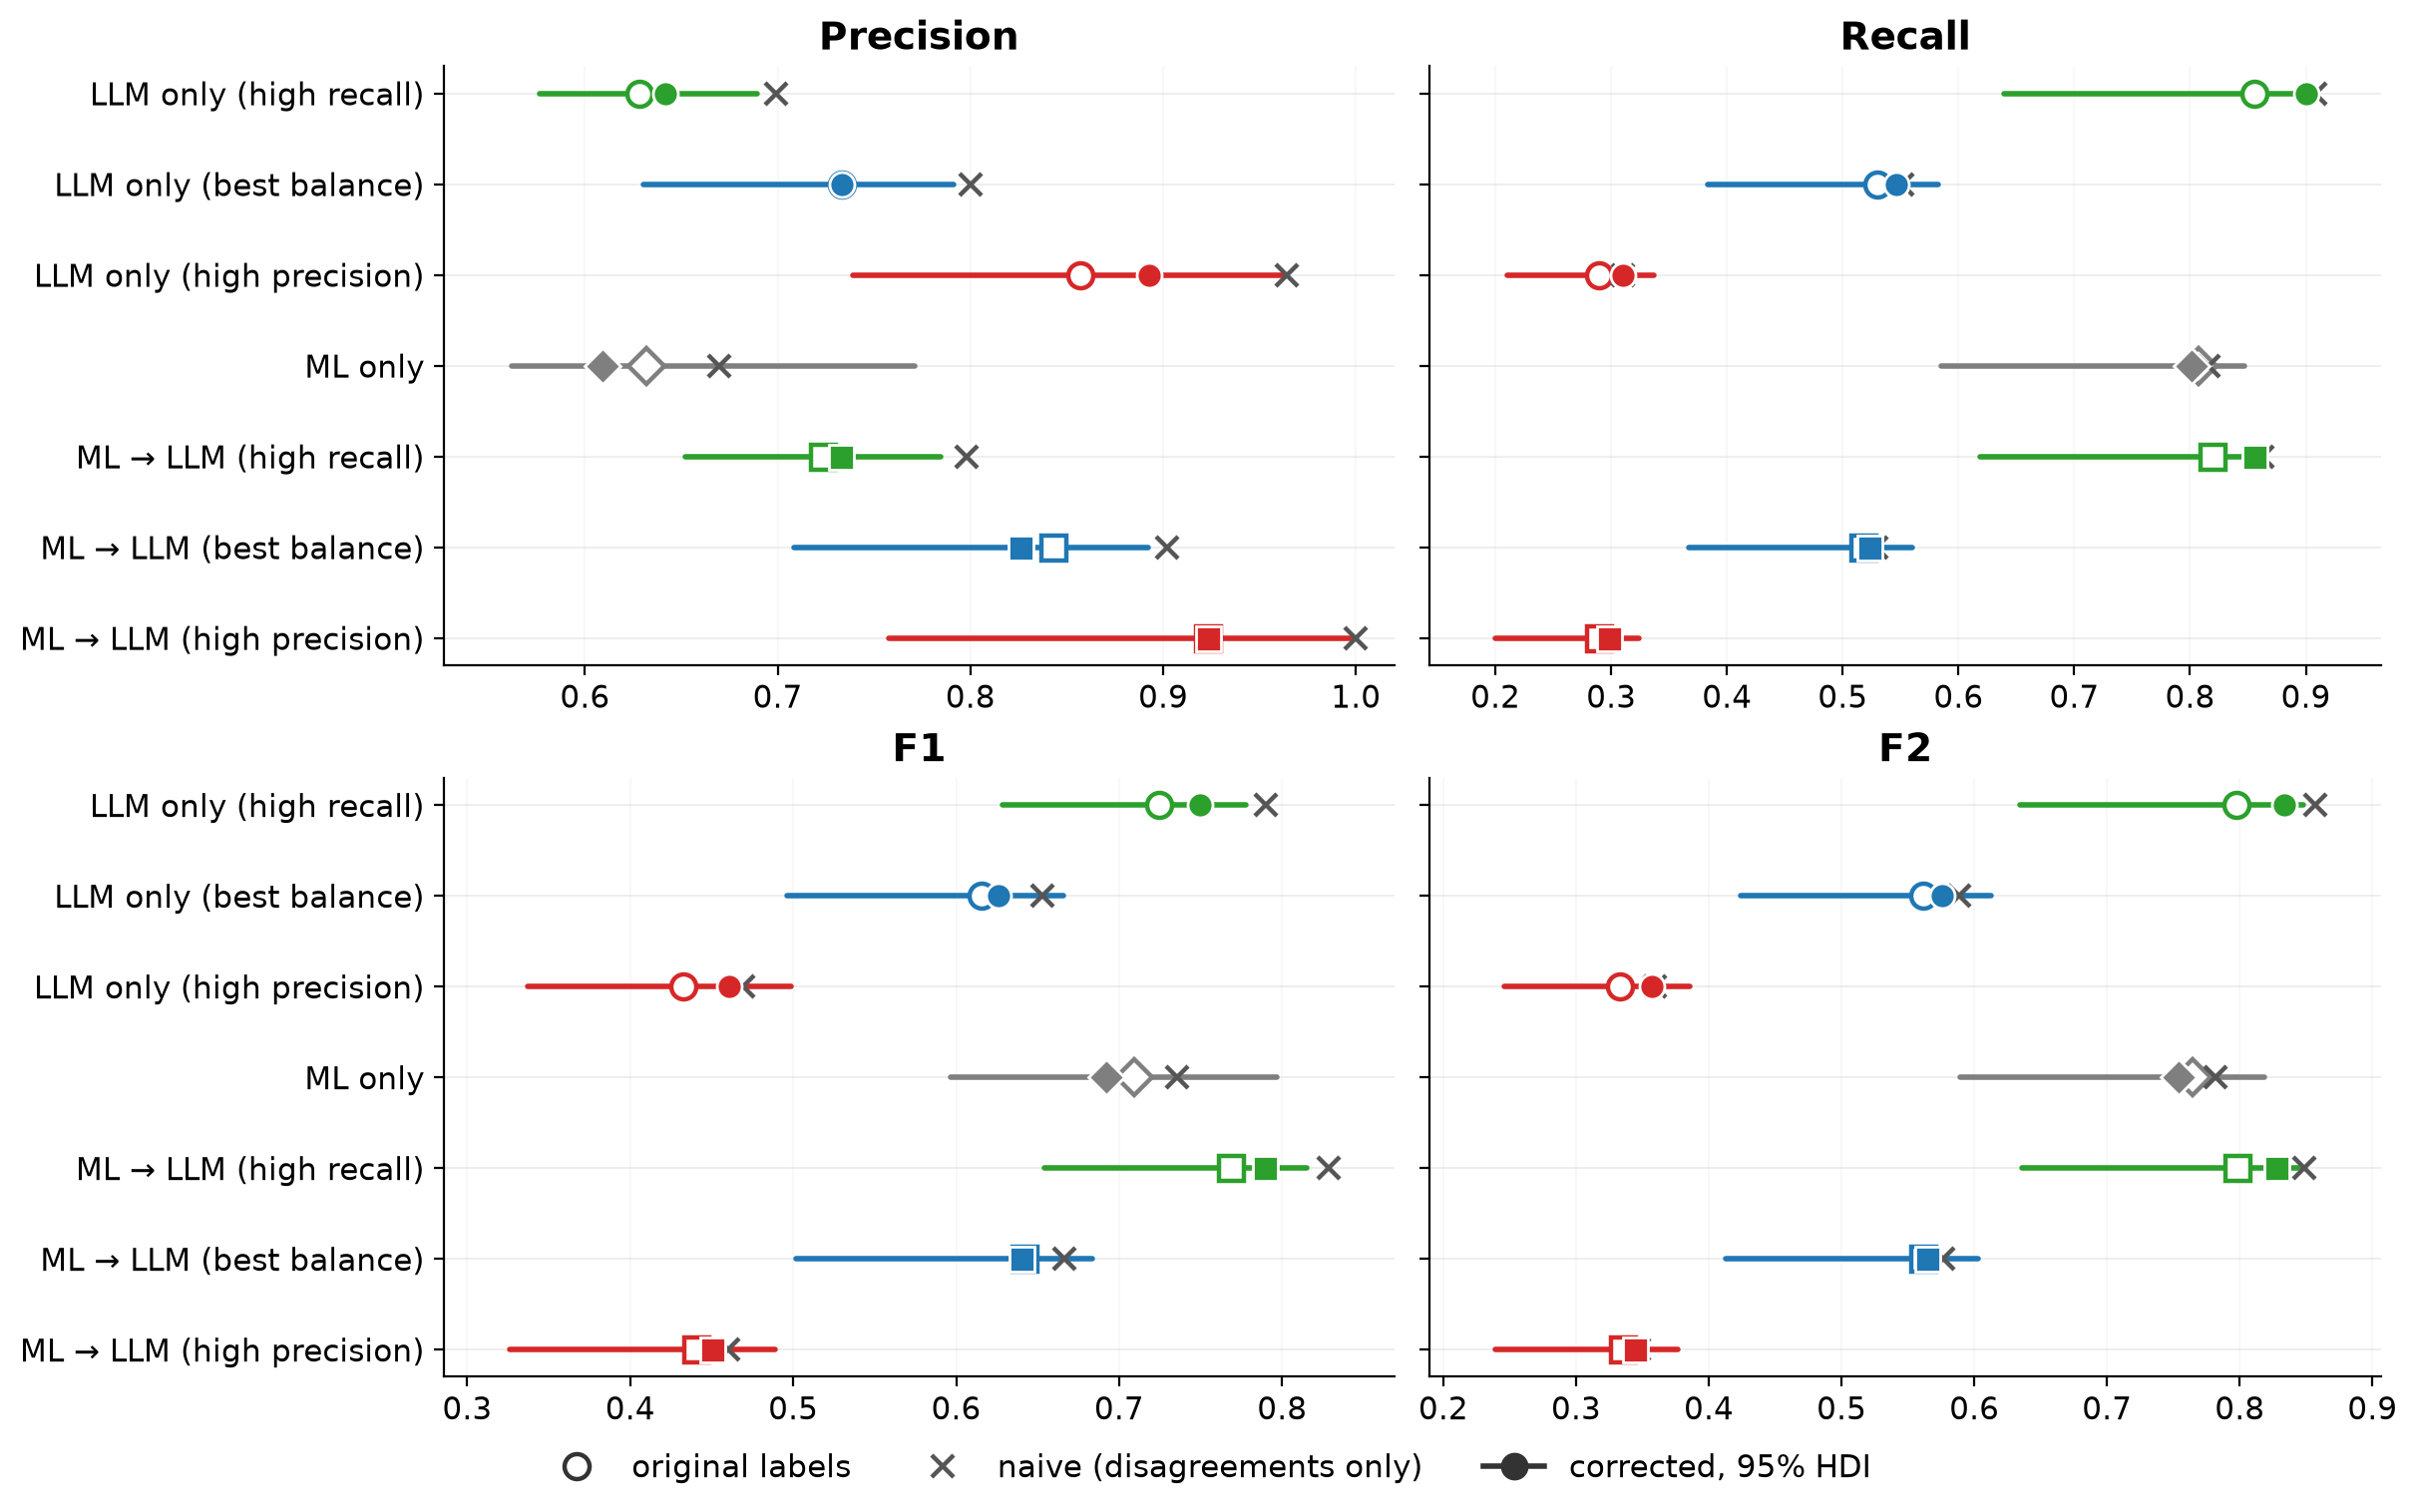 Precision
Recall
LLM only (high recall)
LLM only (best balance)
LLM only (high precision)
ML only
ML → LLM (high recall)
ML → LLM (best balance)
ML → LLM (high precision)
0.6 0.7 0.8 0.9 1.0
0.2 0.3 0.4 0.5 0.6 0.7 0.8 0.9
F1
F2
LLM only (high recall)
LLM only (best balance)
LLM only (high precision)
ML only
ML → LLM (high recall)
ML → LLM (best balance)
ML → LLM (high precision)
0.3 0.4 0.5 0.6 0.7 0.8
0.2 0.3 0.4 0.5 0.6 0.7 0.8 0.9
original labels
naive (disagreements only)
corrected, 95% HDI